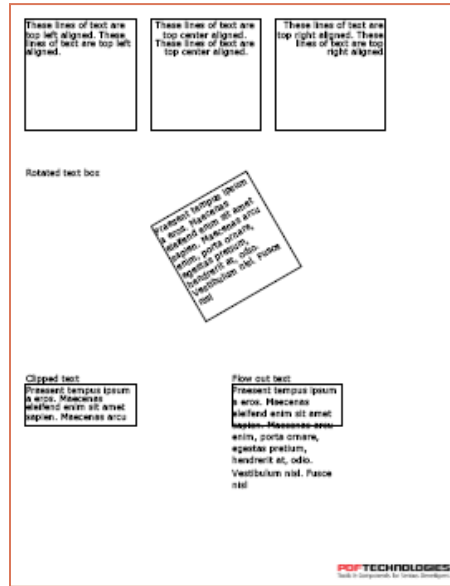 These lines of text are
top left aligned. These
lines of text are top left
aligned.
These lines of text are
top center aligned.
These lines of text are
top center aligned.
These lines of text are
top right aligned. These
lines of text are top
right aligned
Rotated text box
Praesent tempus ipsum
a eros. Maecenas
eleifend enim sit amet
sapien. Maecenas arcu
enim, porta ornare,
egestas pretium,
hendrerit at, odio.
Vestibulum nisl. Fusce
nisl
Clipped text
Praesent tempus ipsum
a eros. Maecenas
eleifend enim sit amet
sapien. Maecenas arcu
Flow out text
Praesent tempus ipsum
a eros. Maecenas
eleifend enim sit amet
sapien. Maecenas arcu
enim, porta ornare,
egestas pretium,
hendrerit at, odio.
Vestibulum nisl. Fusce
nisl
PDFTECHNOLOGIES
Tools & Components for Serious Developers